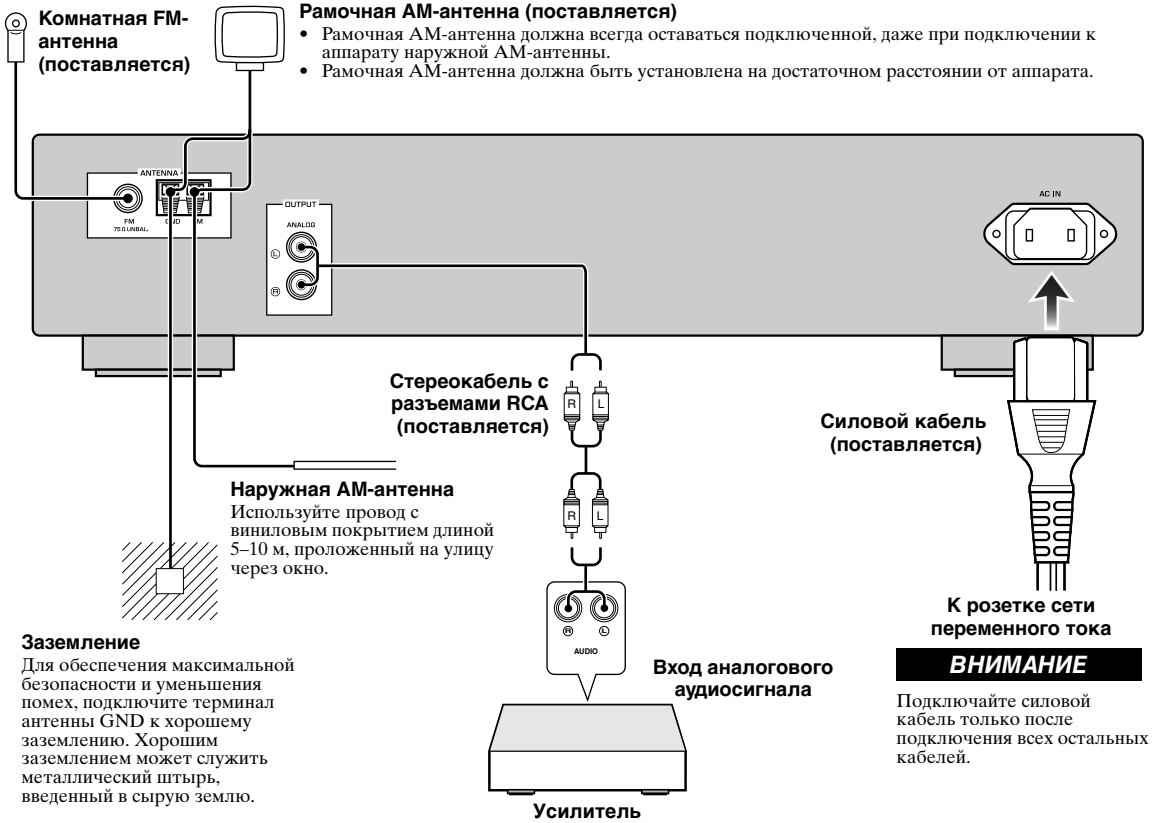 Комнатная FM-
антенна
(поставляется)
Рамочная АМ-антенна (поставляется)
• Рамочная АМ-антенна должна всегда оставаться подключенной, даже при подключении к
аппарату наружной АМ-антенны.
• Рамочная АМ-антенна должна быть установлена на достаточном расстоянии от аппарата.
ANTENNA
FM
75Ω UNBAL.
GND
OUTPUT
ANALOG
L
R
AC IN
Стереокабель с
разъемами RCA
(поставляется)
R L
R L
Силовой кабель
(поставляется)
Наружная АМ-антенна
Используйте провод с
виниловым покрытием длиной
5–10 м, проложенный на улицу
через окно.
Заземление
Для обеспечения максимальной
безопасности и уменьшения
помех, подключите терминал
антенны GND к хорошему
заземлению. Хорошим
заземлением может служить
металлический штырь,
введенный в сырую землю.
R L
AUDIO
Вход аналогового
аудиосигнала
Усилитель
К розетке сети
переменного тока
ВНИМАНИЕ
Подключайте силовой
кабель только после
подключения всех остальных
кабелей.